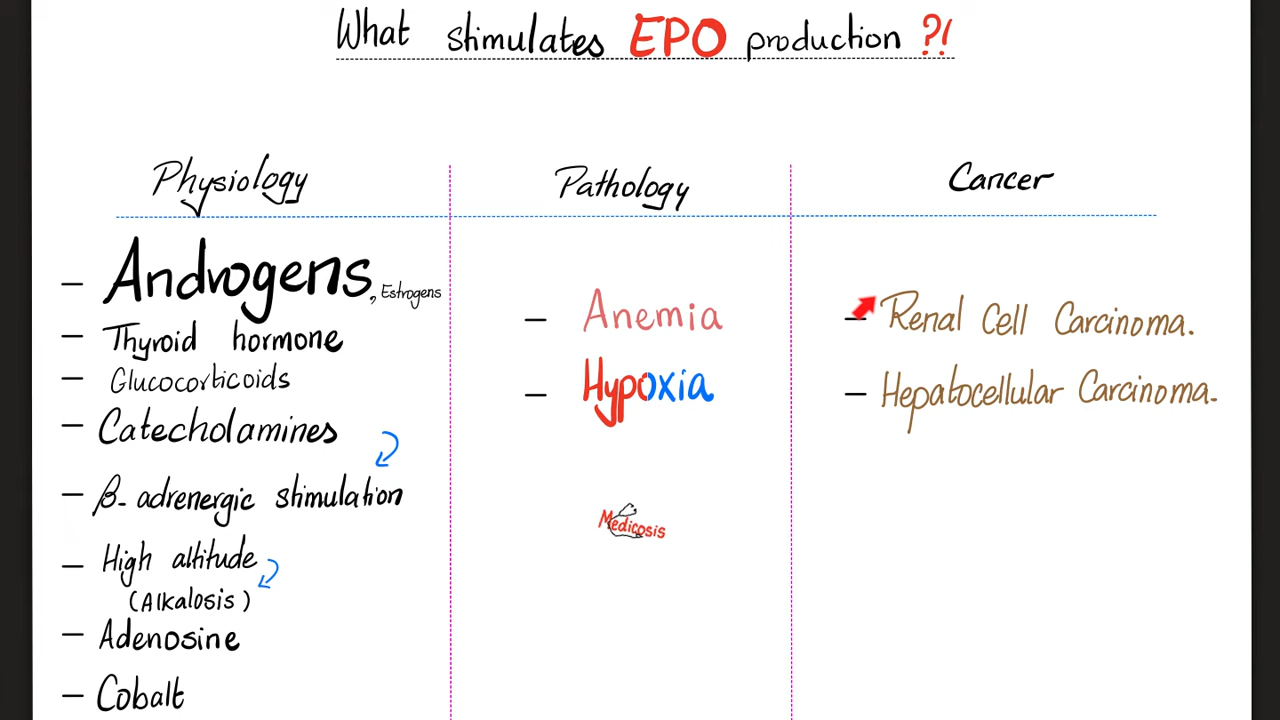 What stimulates EPO production ?!
Physiology
Pathology
Cancer
– Androgens, Estrogens
– Thyroid hormone
– Glucocorticoids
– Catecholamines
– β- adrenergic stimulation
– High altitude
(Alkalosis)
– Adenosine
– Cobalt
– Anemia
– Hypoxia
Medicosis
– Renal Cell Carcinoma.
– Hepatocellular Carcinoma.